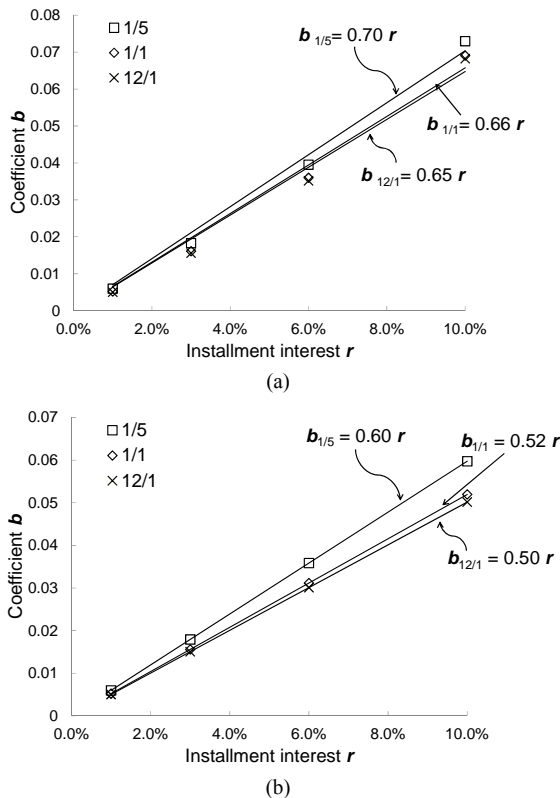 0.08
0.07
0.06
0.05
0.04
0.03
0.02
0.01
0
Coefficient b
1/5
1/1
12/1
b 1/5= 0.70 r
b 1/1= 0.66 r
b 12/1= 0.65 r
0.0% 2.0% 4.0% 6.0% 8.0% 10.0%
Installment interest r
(a)
0.07
0.06
0.05
0.04
0.03
0.02
0.01
0
Coefficient b
1/5
1/1
12/1
b1/5 = 0.60 r
b1/1 = 0.52 r
b12/1 = 0.50 r
0.0% 2.0% 4.0% 6.0% 8.0% 10.0%
Installment interest r
(b)